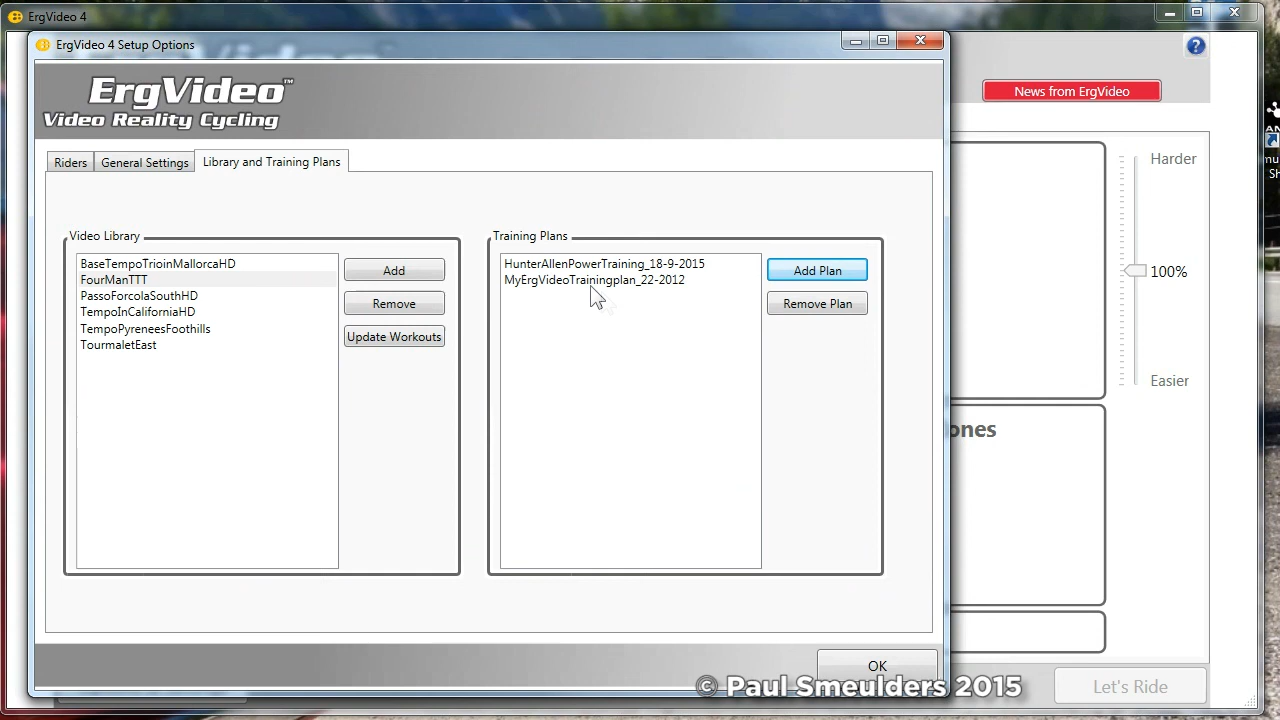 ErgVideo 4
ErgVideo 4 Setup Options
ErgVideo™
Video Reality Cycling
News from ErgVideo
Riders
General Settings
Library and Training Plans
Harder
100%
Easier
Video Library
BaseTempoTrioinMallorcaHD
FourManTTT
PassoForcolaSouthHD
TempoInCaliforniaHD
TempoPyreneesFoothills
TourmaletEast
Add
Remove
Update Workouts
Training Plans
HunterAllenPowerTraining_18-9-2015
MyErgVideoTrainingplan_22-2012
Add Plan
Remove Plan
ones
OK
Let's Ride
© Paul Smeulders 2015